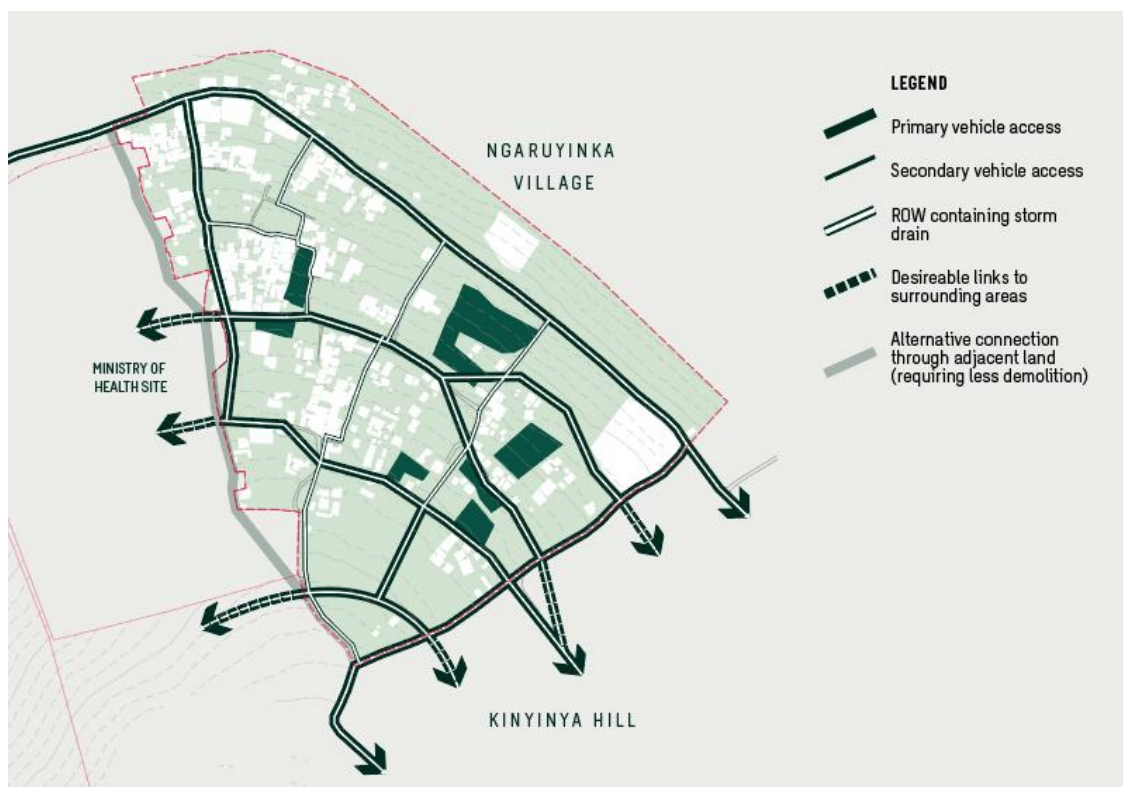 LEGEND
Primary vehicle access
Secondary vehicle access
ROW containing storm
drain
Desireable links to
surrounding areas
Alternative connection
through adjacent land
(requiring less demolition)
NGARUYINKA
VILLAGE
MINISTRY OF
HEALTH SITE
KINYINYA HILL